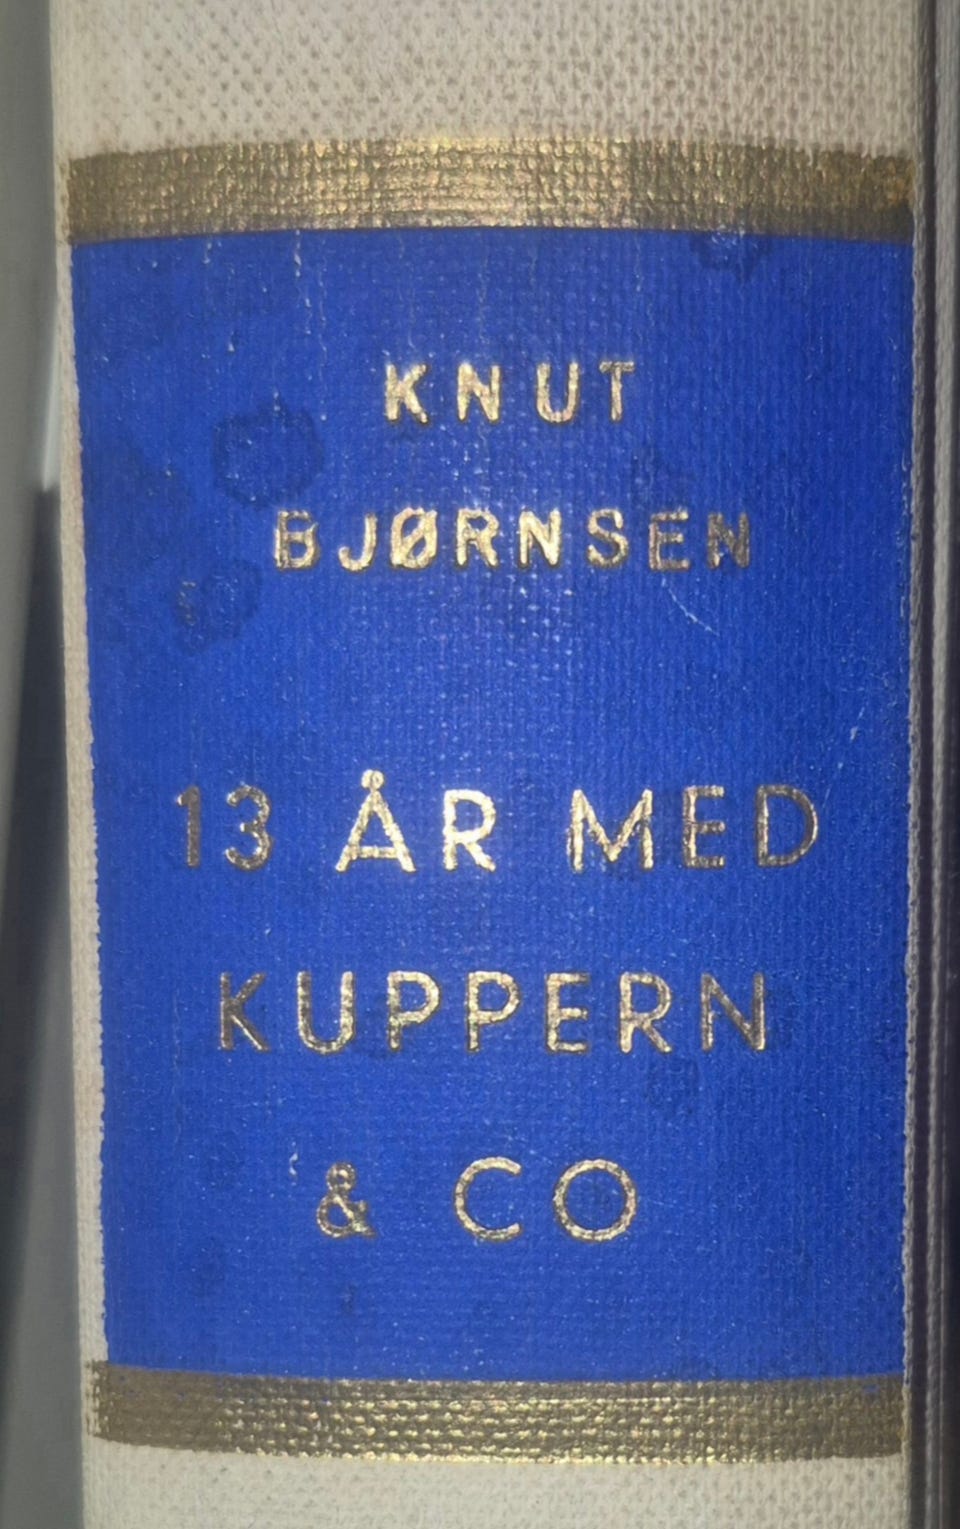 KNUT
BJØRNSEN
13 ÅR MED
KUPPERN
& CO